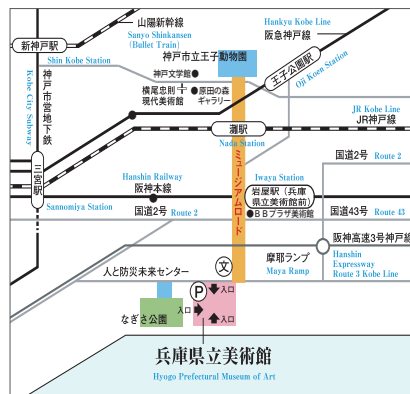 山陽新幹線
Sanyo Shinkansen
(Bullet Train)
Hankyu Kobe Line
阪急神戸線
新神戸駅
Shin Kobe Station
神戸市立王子動物園
王子公園駅
Oji Koen Station
神戸文学館
横尾忠則
現代美術館
原田の森
ギャラリー
神戸市営地下鉄
Kobe City Subway
JR Kobe Line
JR神戸線
灘駅
Nada Station
ミュージアムロード
国道2号 Route 2
三宮駅
Sannomiya Station
Hanshin Railway
阪神本線
Iwaya Station
岩屋駅(兵庫
県立美術館前)
BBプラザ美術館
国道2号 Route 2
国道43号 Route 43
阪神高速3号神戸線
Hanshin
Expressway
Route 3 Kobe Line
摩耶ランプ
Maya Ramp
人と防災未来センター
文
P
入口
入口
入口
なぎさ公園
兵庫県立美術館
Hyogo Prefectural Museum of Art